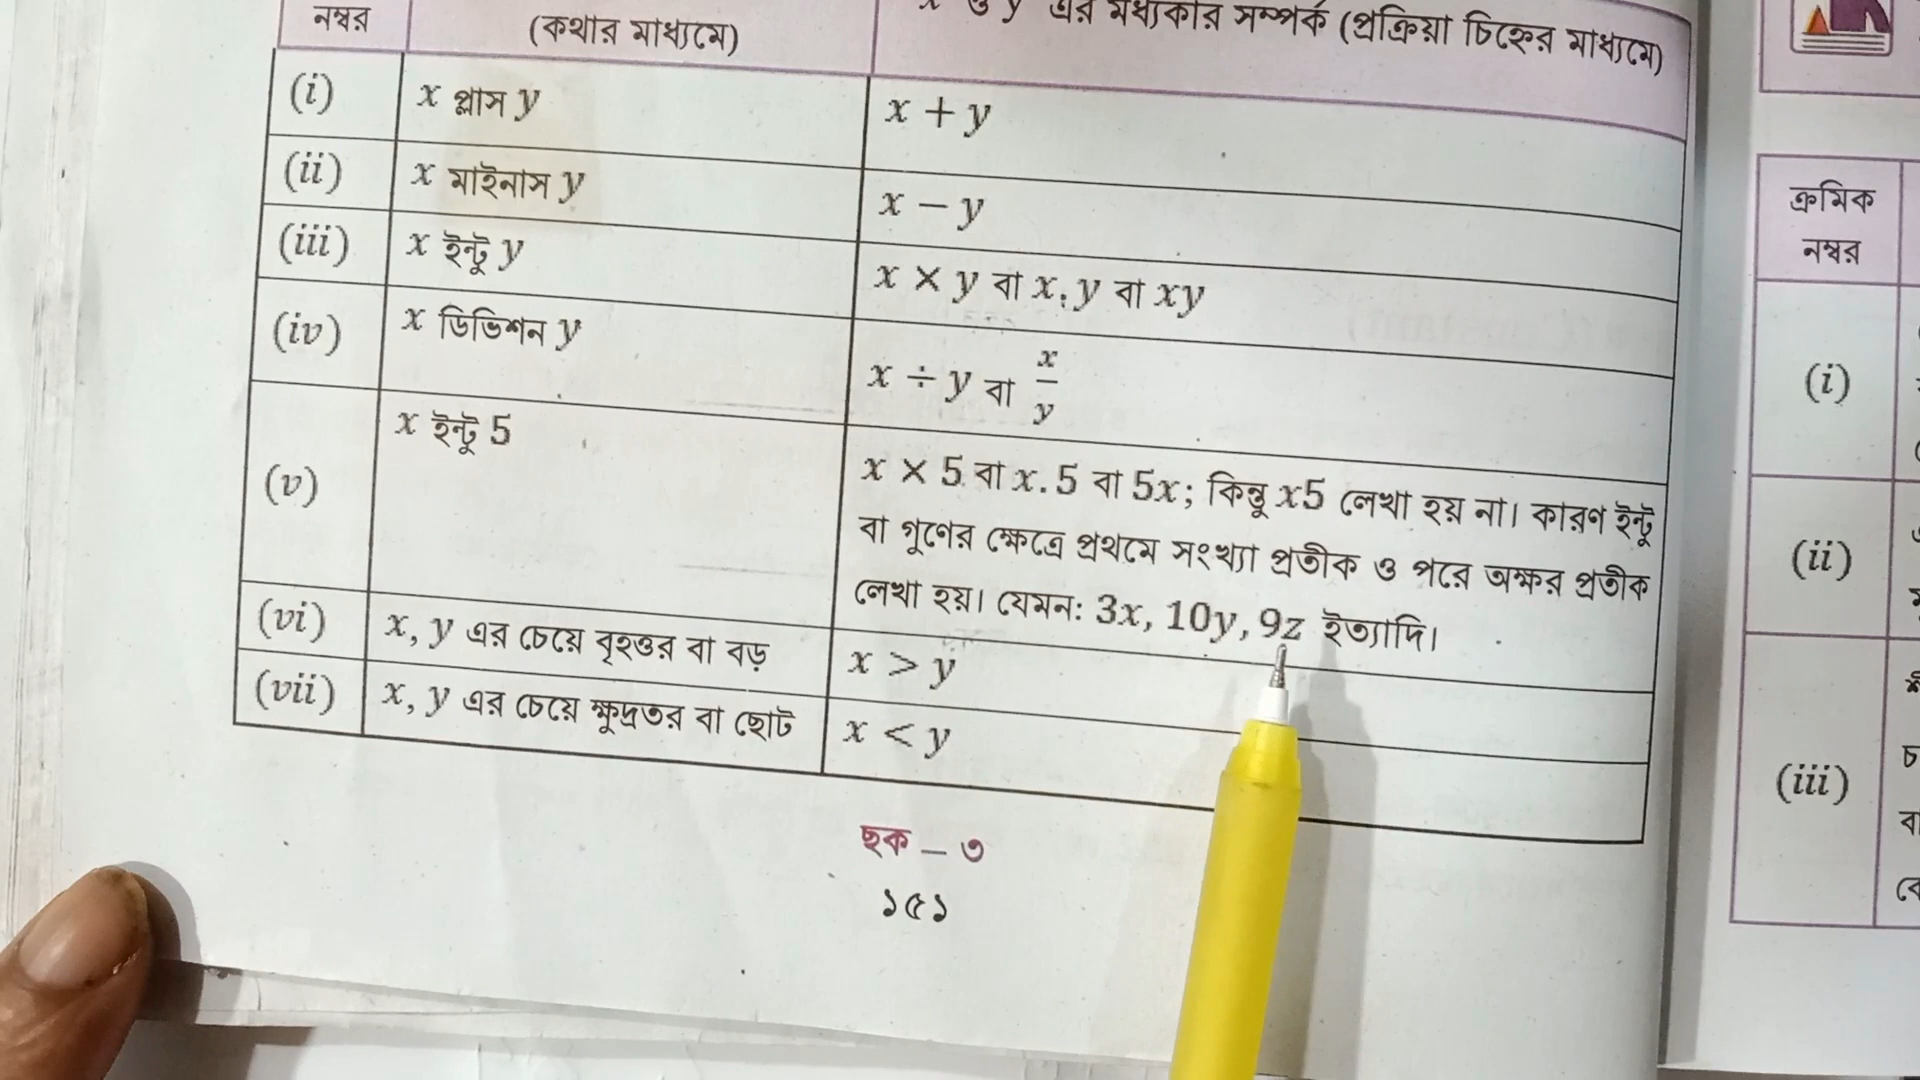 নম্বর (কথার মাধ্যমে) x ও y এর মধ্যকার সম্পর্ক (প্রক্রিয়া চিহ্নের মাধ্যমে)
(i) x প্লাস y x + y
(ii) x মাইনাস y x − y
(iii) x ইন্টু y x × y বা x.y বা xy
(iv) x ডিভিশন y x ÷ y বা x/y
(v) x ইন্টু 5 x × 5 বা x. 5 বা 5x; কিন্তু x5 লেখা হয় না। কারণ ইন্টু
বা গুণের ক্ষেত্রে প্রথমে সংখ্যা প্রতীক ও পরে অক্ষর প্রতীক
লেখা হয়। যেমন: 3x, 10y, 9z ইত্যাদি।
(vi) x, y এর চেয়ে বৃহত্তর বা বড় x > y
(vii) x, y এর চেয়ে ক্ষুদ্রতর বা ছোট x < y
ছক – ৩
১৫১
ক্রমিক
নম্বর
(i)
(ii)
(iii)